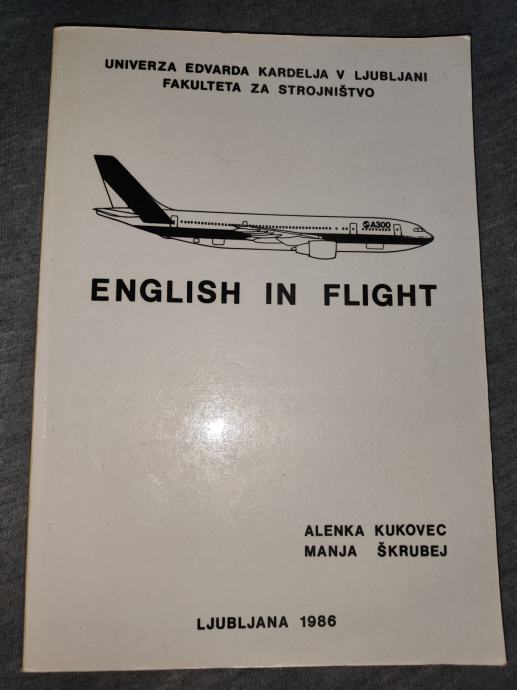 UNIVERZA EDVARDA KARDELJA V LJUBLJANI
FAKULTETA ZA STROJNIŠTVO
A300
ENGLISH IN FLIGHT
ALENKA KUKOVEC
MANJA ŠKRUBEJ
LJUBLJANA 1986